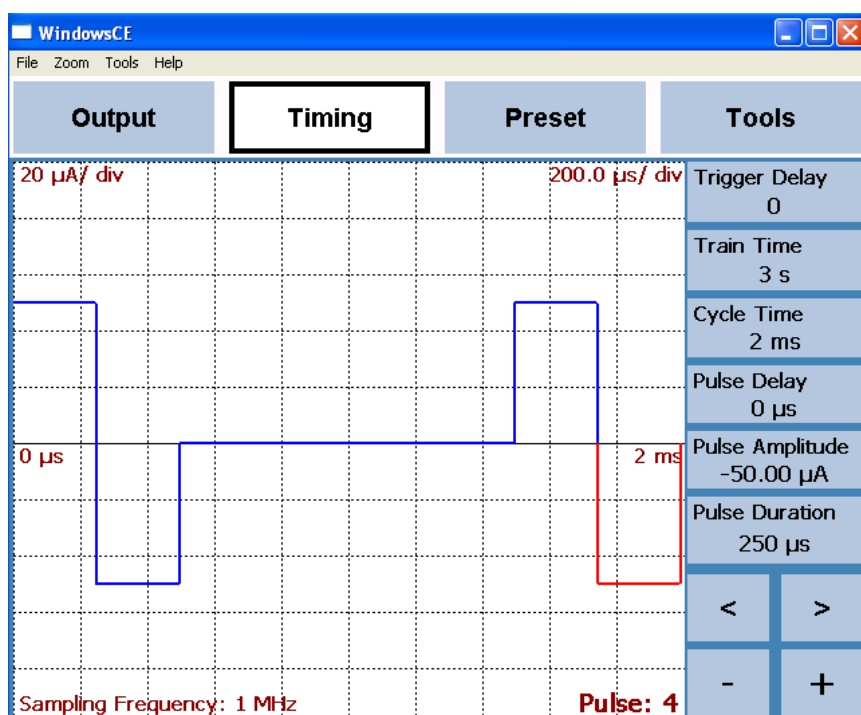 WindowsCE
File Zoom Tools Help
Output Timing Preset Tools
20 µA/ div 200.0 µs/ div
0 µs 2 ms
Sampling Frequency: 1 MHz Pulse: 4
Trigger Delay
0
Train Time
3 s
Cycle Time
2 ms
Pulse Delay
0 µs
Pulse Amplitude
-50.00 µA
Pulse Duration
250 µs
< >
- +